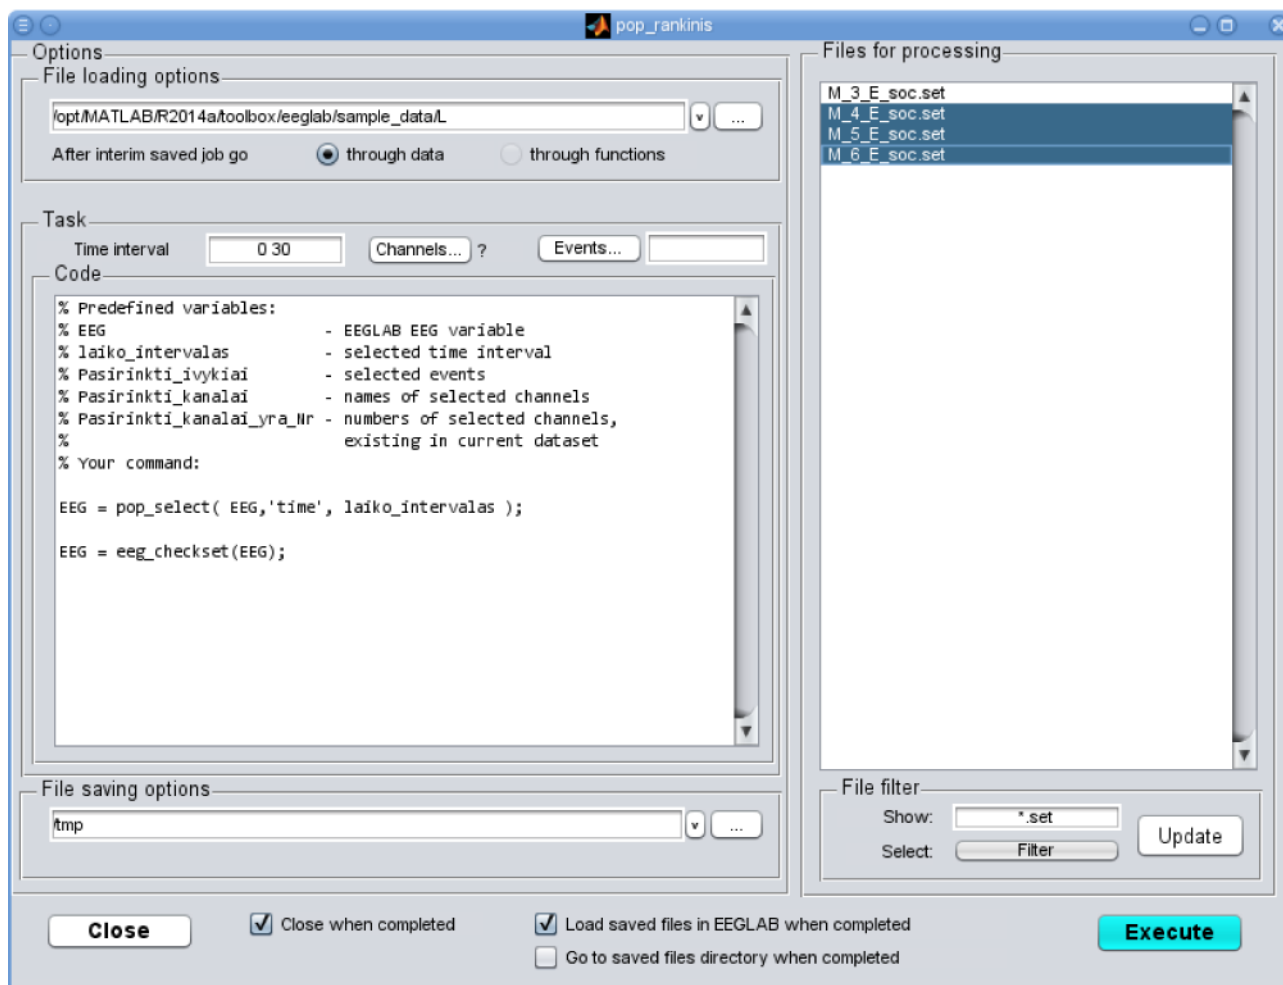 pop_rankinis
Options
File loading options
/opt/MATLAB/R2014a/toolbox/eeglab/sample_data/L
v
...
After interim saved job go through data through functions
Task
Time interval 0 30 Channels... ? Events...
Code
% Predefined variables:
% EEG - EEGLAB EEG variable
% laiko_intervalas - selected time interval
% Pasirinkti_ivykiai - selected events
% Pasirinkti_kanalai - names of selected channels
% Pasirinkti_kanalai_yra_Nr - numbers of selected channels,
% existing in current dataset
% Your command:
EEG = pop_select( EEG,'time', laiko_intervalas );
EEG = eeg_checkset(EEG);
File saving options
/tmp
v
...
Files for processing
M_3_E_soc.set
M_4_E_soc.set
M_5_E_soc.set
M_6_E_soc.set
File filter
Show: *.set
Select: Filter
Update
Close
Close when completed
Load saved files in EEGLAB when completed
Go to saved files directory when completed
Execute